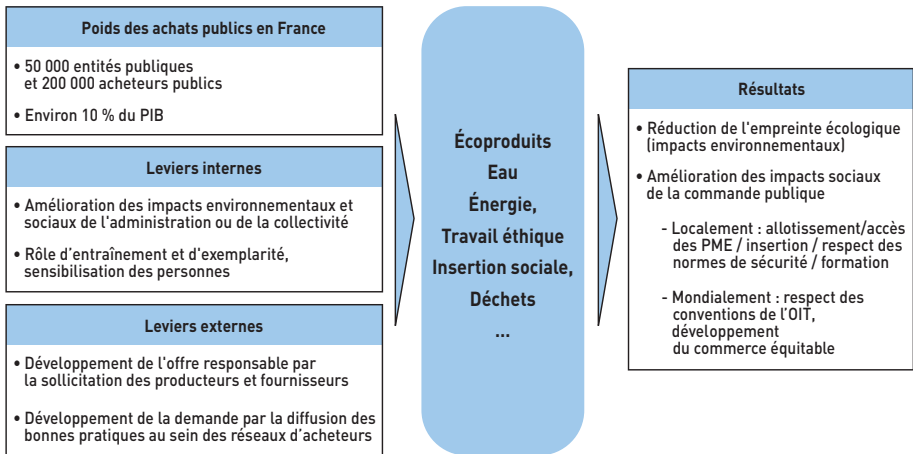 Poids des achats publics en France
• 50 000 entités publiques
et 200 000 acheteurs publics
• Environ 10 % du PIB
Leviers internes
• Amélioration des impacts environnementaux et
sociaux de l'administration ou de la collectivité
• Rôle d'entraînement et d'exemplarité,
sensibilisation des personnes
Leviers externes
• Développement de l'offre responsable par
la sollicitation des producteurs et fournisseurs
• Développement de la demande par la diffusion des
bonnes pratiques au sein des réseaux d'acheteurs
Écoproduits
Eau
Énergie,
Travail éthique
Insertion sociale,
Déchets
...
Résultats
• Réduction de l'empreinte écologique
(impacts environnementaux)
• Amélioration des impacts sociaux
de la commande publique
- Localement : allotissement/accès
des PME / insertion / respect des
normes de sécurité / formation
- Mondialement : respect des
conventions de l'OIT,
développement
du commerce équitable